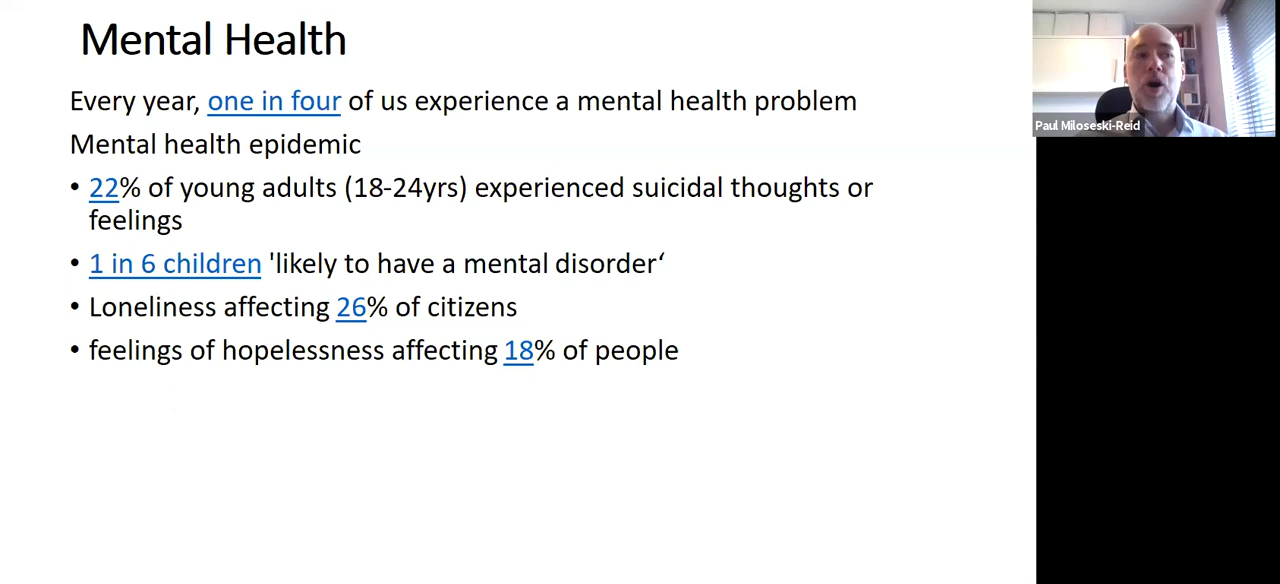 Mental Health
Every year, one in four of us experience a mental health problem
Mental health epidemic
• 22% of young adults (18-24yrs) experienced suicidal thoughts or
feelings
• 1 in 6 children 'likely to have a mental disorder‘
• Loneliness affecting 26% of citizens
• feelings of hopelessness affecting 18% of people
Paul Miloseski-Reid